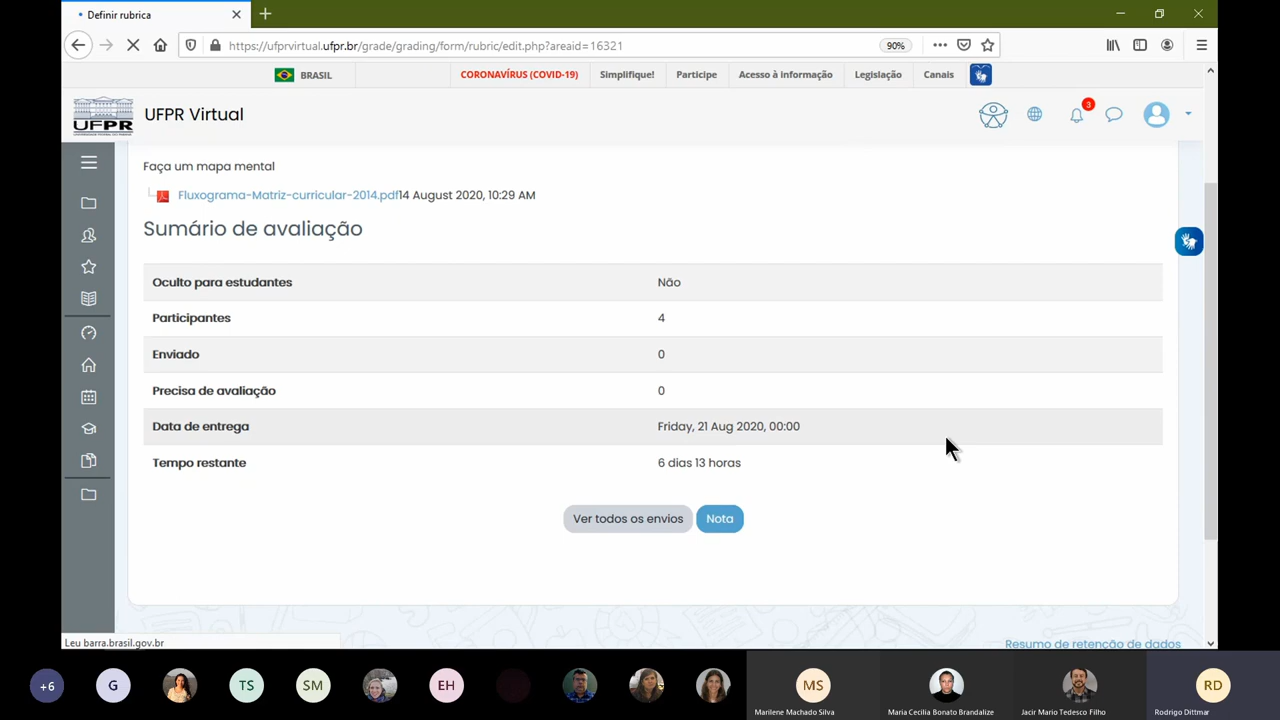 Definir rubrica
https://ufprvirtual.ufpr.br/grade/grading/form/rubric/edit.php?areaid=16321
90%
BRASIL
CORONAVÍRUS (COVID-19)
Simplifique!
Participe
Acesso à informação
Legislação
Canais
UFPR
UFPR Virtual
3
Faça um mapa mental
Fluxograma-Matriz-curricular-2014.pdf14 August 2020, 10:29 AM
Sumário de avaliação
Oculto para estudantes Não
Participantes 4
Enviado 0
Precisa de avaliação 0
Data de entrega Friday, 21 Aug 2020, 00:00
Tempo restante 6 dias 13 horas
Ver todos os envios Nota
Leu barra.brasil.gov.br
Resumo de retenção de dados
+6 G TS SM EH MS RD
Marilene Machado Silva
Maria Cecilia Bonato Brandalize
Jacir Mario Tedesco Filho
Rodrigo Dittmar